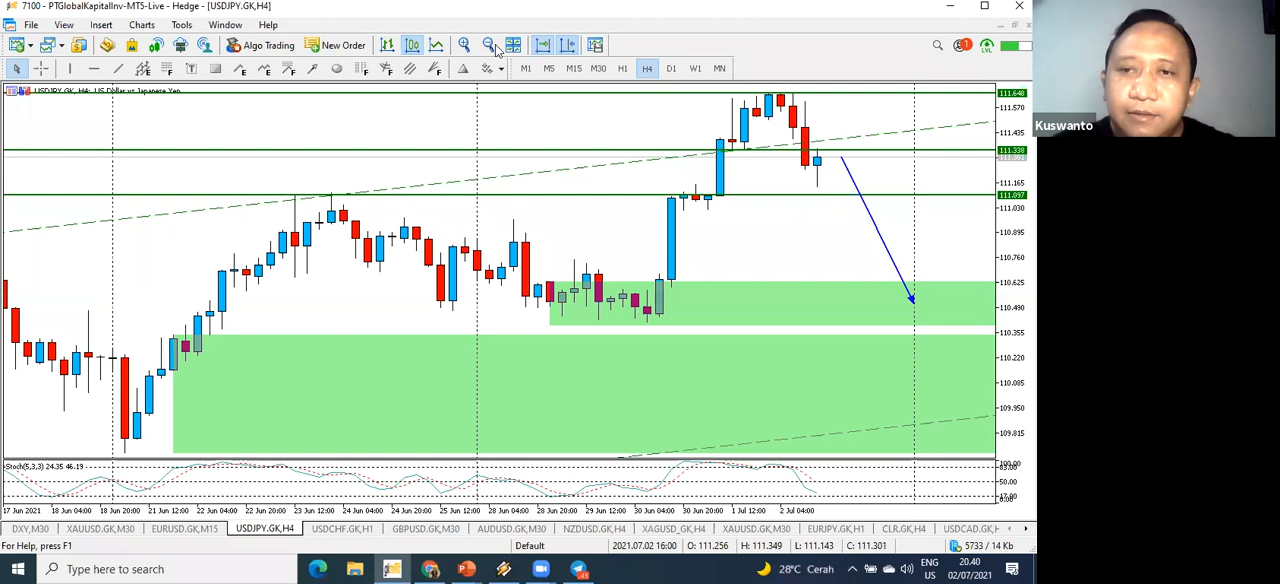 7100 - PTGlobalKapitalInv-MT5-Live - Hedge - [USDJPY.GK,H4]
File View Insert Charts Tools Window Help
Algo Trading New Order
M1 M5 M15 M30 H1 H4 D1 W1 MN
USDJPY.GK, H4: US Dollar vs Japanese Yen
111.648
111.570
111.435
111.338
111.301
111.165
111.097
111.030
110.895
110.760
110.625
110.490
110.355
110.220
110.085
109.950
109.815
Stoch(5,3,3) 24.35 46.19
100.00
50.00
0.00
17 Jun 2021 18 Jun 04:00 18 Jun 20:00 21 Jun 12:00 22 Jun 04:00 22 Jun 20:00 23 Jun 12:00 24 Jun 04:00 24 Jun 20:00 25 Jun 12:00 28 Jun 04:00 28 Jun 20:00 29 Jun 12:00 30 Jun 04:00 30 Jun 20:00 1 Jul 12:00 2 Jul 04:00
DXY,M30 XAUUSD.GK,M30 EURUSD.GK,M15 USDJPY.GK,H4 USDCHF.GK,H1 GBPUSD.GK,M30 AUDUSD.GK,M30 NZDUSD.GK,H4 XAGUSD.GK,H4 XAUUSD.GK,M30 EURJPY.GK,H1 CLR.GK,H4 USDCAD.GK,H
For Help, press F1 Default 2021.07.02 16:00 O: 111.256 H: 111.349 L: 111.143 C: 111.301 5733 / 14 Kb
Type here to search 28°C Cerah ENG 20.40
US 02/07/2021
Kuswanto